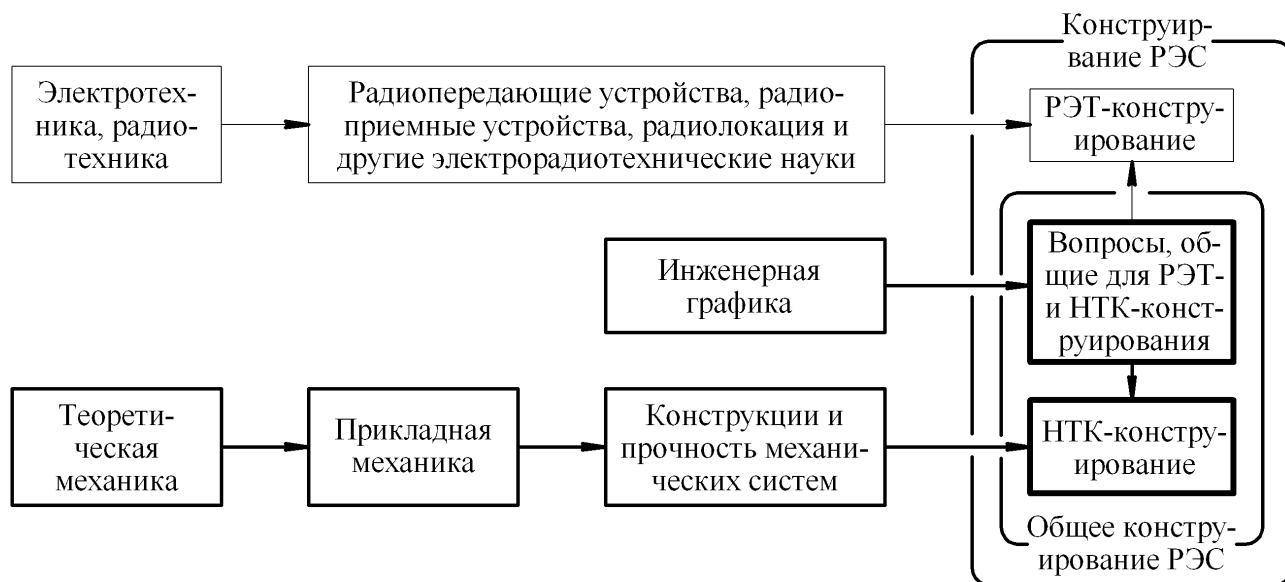 Конструир-
вание РЭС
Электротех-
ника, радио-
техника
Радиопередающие устройства, радио-
приемные устройства, радиолокация и
другие электрорадиотехнические науки
РЭТ-констру-
ирование
Инженерная
графика
Вопросы, об-
щие для РЭТ-
и НТК-конст-
руирования
Теорети-
ческая
механика
Прикладная
механика
Конструкции и
прочность механи-
ческих систем
НТК-констру-
ирование
Общее констру-
ирование РЭС